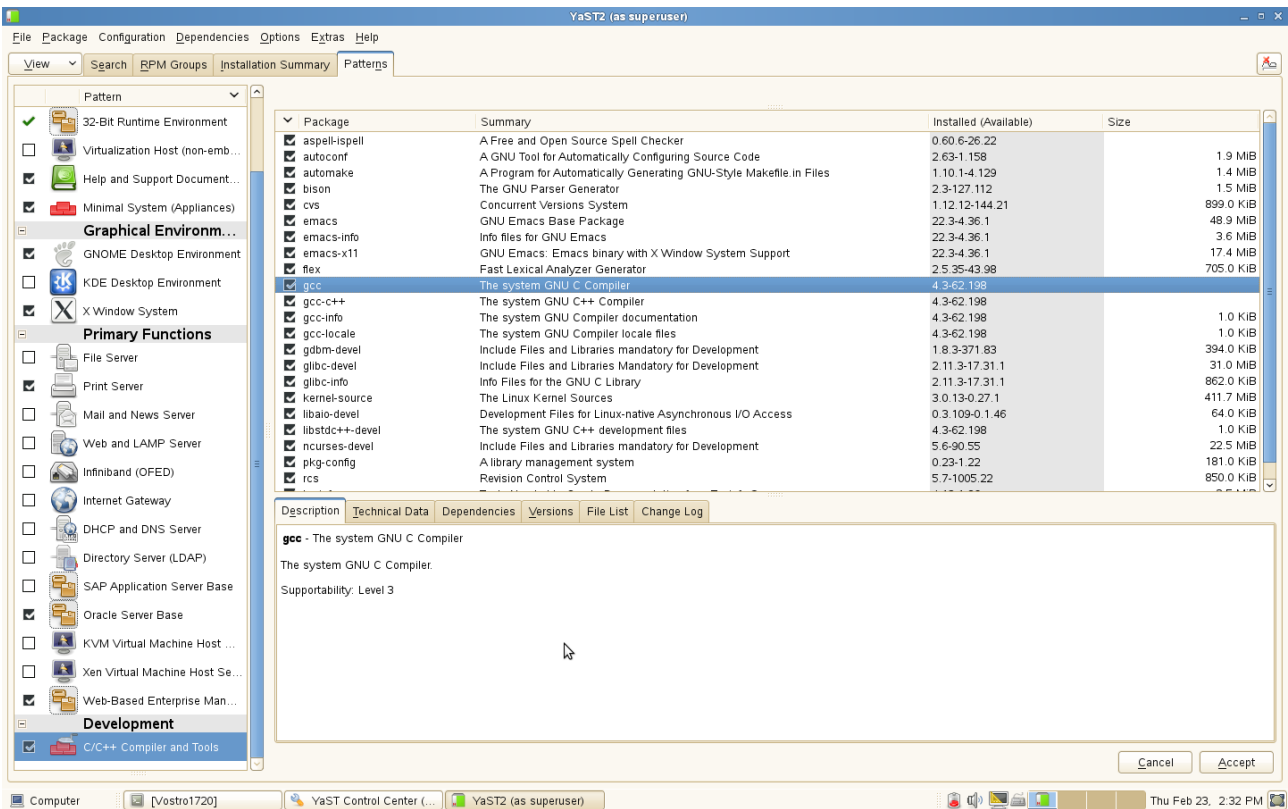 YaST2 (as superuser)
File Package Configuration Dependencies Options Extras Help
View Search RPM Groups Installation Summary Patterns
Pattern
32-Bit Runtime Environment
Virtualization Host (non-emb...
Help and Support Document...
Minimal System (Appliances)
Graphical Environm...
GNOME Desktop Environment
KDE Desktop Environment
X Window System
Primary Functions
File Server
Print Server
Mail and News Server
Web and LAMP Server
Infiniband (OFED)
Internet Gateway
DHCP and DNS Server
Directory Server (LDAP)
SAP Application Server Base
Oracle Server Base
KVM Virtual Machine Host ...
Xen Virtual Machine Host Se...
Web-Based Enterprise Man...
Development
C/C++ Compiler and Tools
Package Summary Installed (Available) Size
aspell-ispell A Free and Open Source Spell Checker 0.60.6-26.22
autoconf A GNU Tool for Automatically Configuring Source Code 2.63-1.158 1.9 MiB
automake A Program for Automatically Generating GNU-Style Makefile.in Files 1.10.1-4.129 1.4 MiB
bison The GNU Parser Generator 2.3-127.112 1.5 MiB
cvs Concurrent Versions System 1.12.12-144.21 899.0 KiB
emacs GNU Emacs Base Package 22.3-4.36.1 48.9 MiB
emacs-info Info files for GNU Emacs 22.3-4.36.1 3.6 MiB
emacs-x11 GNU Emacs: Emacs binary with X Window System Support 22.3-4.36.1 17.4 MiB
flex Fast Lexical Analyzer Generator 2.5.35-43.98 705.0 KiB
gcc The system GNU C Compiler 4.3-62.198
gcc-c++ The system GNU C++ Compiler 4.3-62.198
gcc-info The system GNU Compiler documentation 4.3-62.198 1.0 KiB
gcc-locale The system GNU Compiler locale files 4.3-62.198 1.0 KiB
gdbm-devel Include Files and Libraries mandatory for Development 1.8.3-371.83 394.0 KiB
glibc-devel Include Files and Libraries Mandatory for Development 2.11.3-17.31.1 31.0 MiB
glibc-info Info Files for the GNU C Library 2.11.3-17.31.1 862.0 KiB
kernel-source The Linux Kernel Sources 3.0.13-0.27.1 411.7 MiB
libaio-devel Development Files for Linux-native Asynchronous I/O Access 0.3.109-0.1.46 64.0 KiB
libstdc++-devel The system GNU C++ development files 4.3-62.198 1.0 KiB
ncurses-devel Include Files and Libraries mandatory for Development 5.6-90.55 22.5 MiB
pkg-config A library management system 0.23-1.22 181.0 KiB
rcs Revision Control System 5.7-1005.22 850.0 KiB
Description Technical Data Dependencies Versions File List Change Log
gcc - The system GNU C Compiler
The system GNU C Compiler.
Supportability: Level 3
Cancel Accept
Computer [Vostro1720] YaST Control Center (... YaST2 (as superuser) Thu Feb 23, 2:32 PM